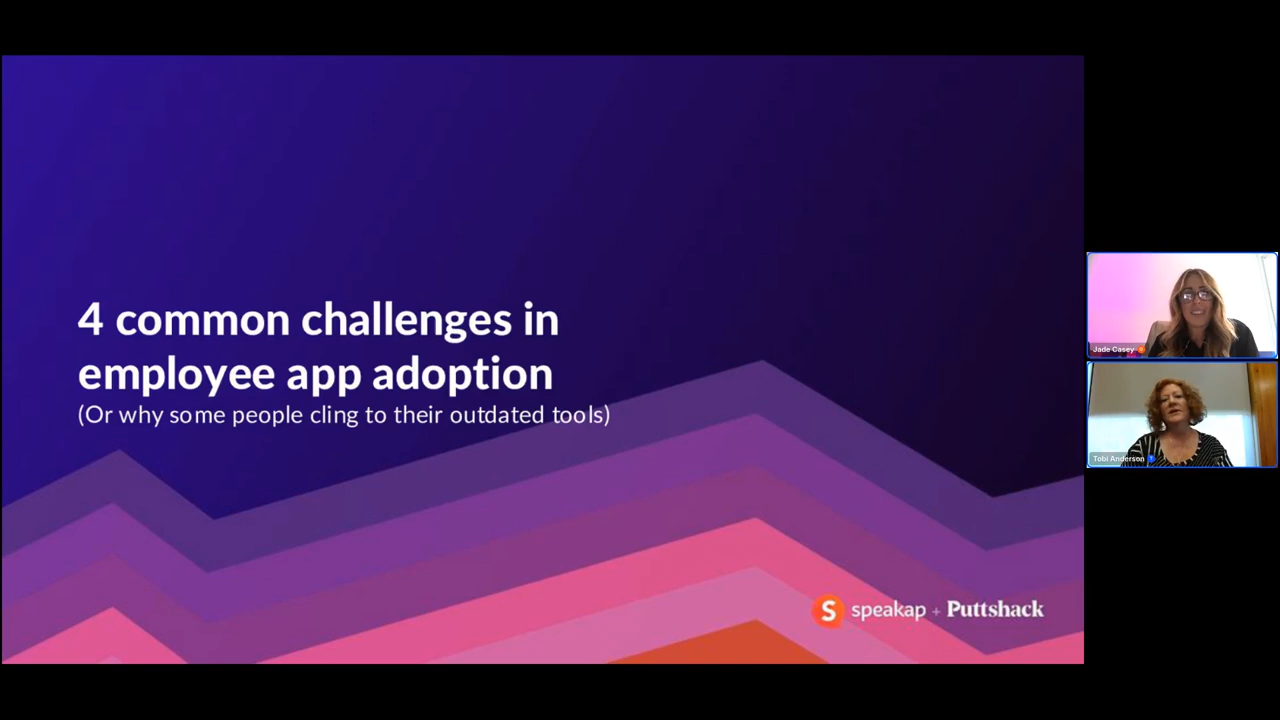 4 common challenges in
employee app adoption
(Or why some people cling to their outdated tools)
S speakap + Puttshack
Jade Casey
Tobi Anderson